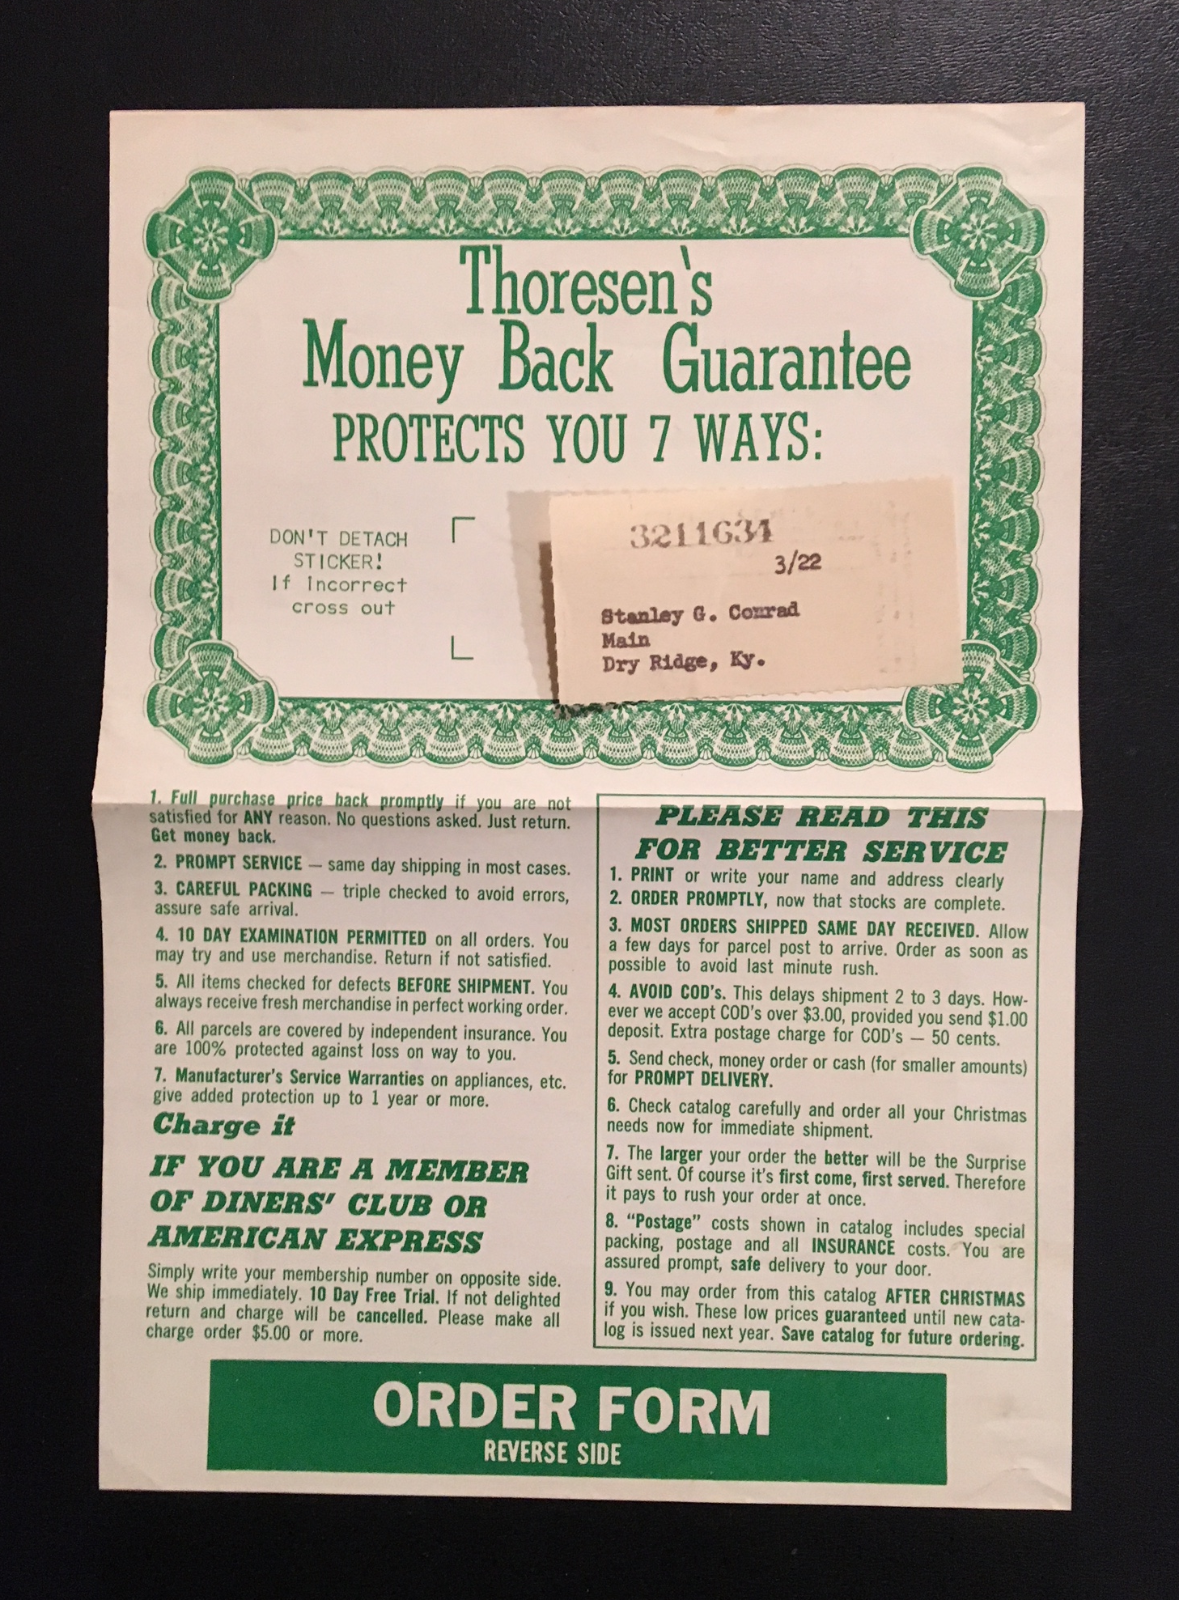 Thoresen's
Money Back Guarantee
PROTECTS YOU 7 WAYS:
DON'T DETACH
STICKER!
If Incorrect
cross out
3211634
3/22
Stanley G. Conrad
Main
Dry Ridge, Ky.
1. Full purchase price back promptly if you are not
satisfied for ANY reason. No questions asked. Just return.
Get money back.
2. PROMPT SERVICE — same day shipping in most cases.
3. CAREFUL PACKING — triple checked to avoid errors,
assure safe arrival.
4. 10 DAY EXAMINATION PERMITTED on all orders. You
may try and use merchandise. Return if not satisfied.
5. All items checked for defects BEFORE SHIPMENT. You
always receive fresh merchandise in perfect working order.
6. All parcels are covered by independent insurance. You
are 100% protected against loss on way to you.
7. Manufacturer's Service Warranties on appliances, etc.
give added protection up to 1 year or more.
Charge it
IF YOU ARE A MEMBER
OF DINERS' CLUB OR
AMERICAN EXPRESS
Simply write your membership number on opposite side.
We ship immediately. 10 Day Free Trial. If not delighted
return and charge will be cancelled. Please make all
charge order $5.00 or more.
PLEASE READ THIS
FOR BETTER SERVICE
1. PRINT or write your name and address clearly
2. ORDER PROMPTLY, now that stocks are complete.
3. MOST ORDERS SHIPPED SAME DAY RECEIVED. Allow
a few days for parcel post to arrive. Order as soon as
possible to avoid last minute rush.
4. AVOID COD's. This delays shipment 2 to 3 days. How-
ever we accept COD's over $3.00, provided you send $1.00
deposit. Extra postage charge for COD's — 50 cents.
5. Send check, money order or cash (for smaller amounts)
for PROMPT DELIVERY.
6. Check catalog carefully and order all your Christmas
needs now for immediate shipment.
7. The larger your order the better will be the Surprise
Gift sent. Of course it's first come, first served. Therefore
it pays to rush your order at once.
8. "Postage" costs shown in catalog includes special
packing, postage and all INSURANCE costs. You are
assured prompt, safe delivery to your door.
9. You may order from this catalog AFTER CHRISTMAS
if you wish. These low prices guaranteed until new cata-
log is issued next year. Save catalog for future ordering.
ORDER FORM
REVERSE SIDE